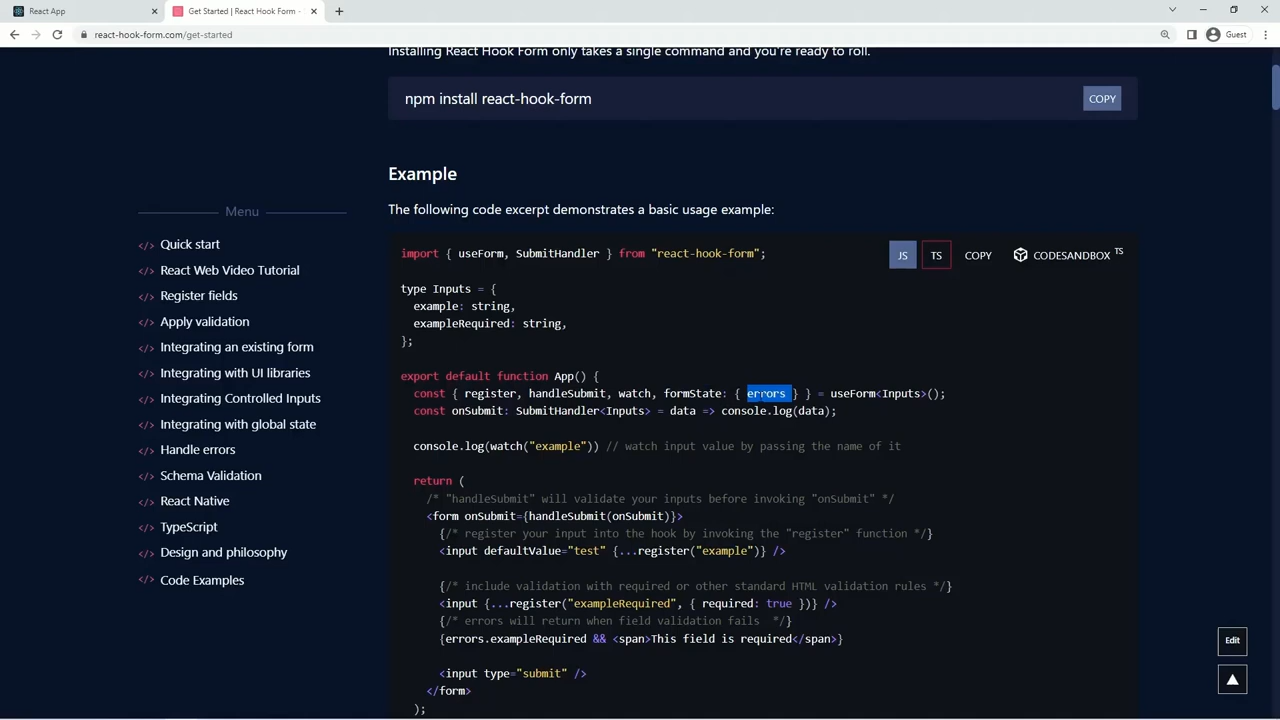 React App
Get Started | React Hook Form -
Guest
react-hook-form.com/get-started
Installing React Hook Form only takes a single command and you're ready to roll.
npm install react-hook-form
COPY
Example
The following code excerpt demonstrates a basic usage example:
Menu
Quick start
React Web Video Tutorial
Register fields
Apply validation
Integrating an existing form
Integrating with UI libraries
Integrating Controlled Inputs
Integrating with global state
Handle errors
Schema Validation
React Native
TypeScript
Design and philosophy
Code Examples
JS
TS
COPY
CODESANDBOX TS
import { useForm, SubmitHandler } from "react-hook-form";
type Inputs = {
example: string,
exampleRequired: string,
};
export default function App() {
const { register, handleSubmit, watch, formState: { errors } } = useForm<Inputs>();
const onSubmit: SubmitHandler<Inputs> = data => console.log(data);
console.log(watch("example")) // watch input value by passing the name of it
return (
/* "handleSubmit" will validate your inputs before invoking "onSubmit" */
<form onSubmit={handleSubmit(onSubmit)}>
{/* register your input into the hook by invoking the "register" function */}
<input defaultValue="test" {...register("example")} />
{/* include validation with required or other standard HTML validation rules */}
<input {...register("exampleRequired", { required: true })} />
{/* errors will return when field validation fails */}
{errors.exampleRequired && <span>This field is required</span>}
<input type="submit" />
</form>
);
Edit